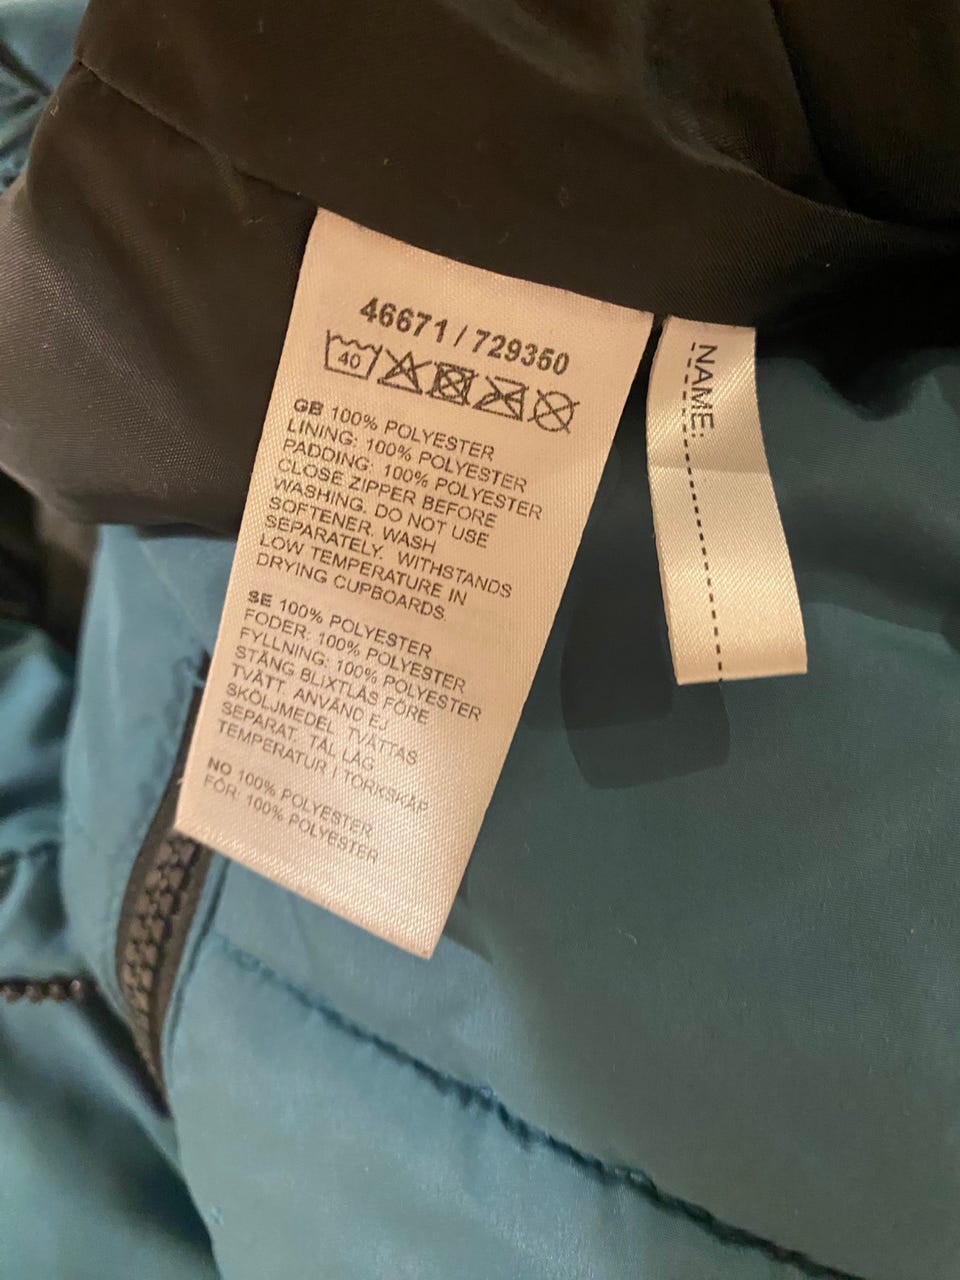 46671 / 729350
40
GB 100% POLYESTER
LINING: 100% POLYESTER
PADDING: 100% POLYESTER
CLOSE ZIPPER BEFORE
WASHING. DO NOT USE
SOFTENER. WASH
SEPARATELY. WITHSTANDS
LOW TEMPERATURE IN
DRYING CUPBOARDS.
SE 100% POLYESTER
FODER: 100% POLYESTER
FYLLNING: 100% POLYESTER
STÄNG BLIXTLÅS FÖRE
TVÄTT. ANVÄND EJ
SKÖLJMEDEL. TVÄTTAS
SEPARAT. TÅL LÅG
TEMPERATUR I TORKSKÅP.
NO 100% POLYESTER
FÔR: 100% POLYESTER
NAME: